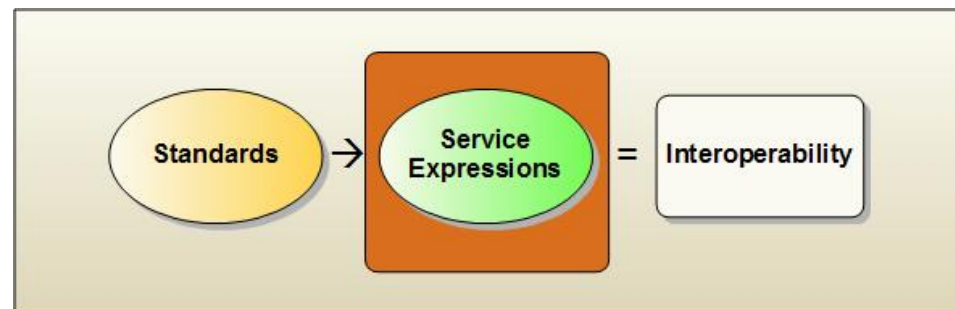 Standards → Service Expressions = Interoperability